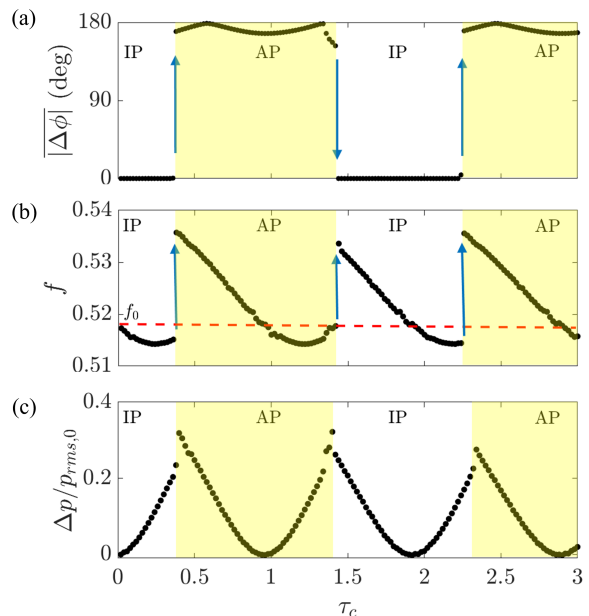 (a)
180
90
0
|Δφ| (deg)
IP
AP
IP
AP
(b)
0.54
0.53
0.52
0.51
f
f₀
IP
AP
IP
AP
(c)
0.4
0.2
0
Δp/pᵣₘₛ,₀
IP
AP
IP
AP
0
0.5
1
1.5
2
2.5
3
τ_c